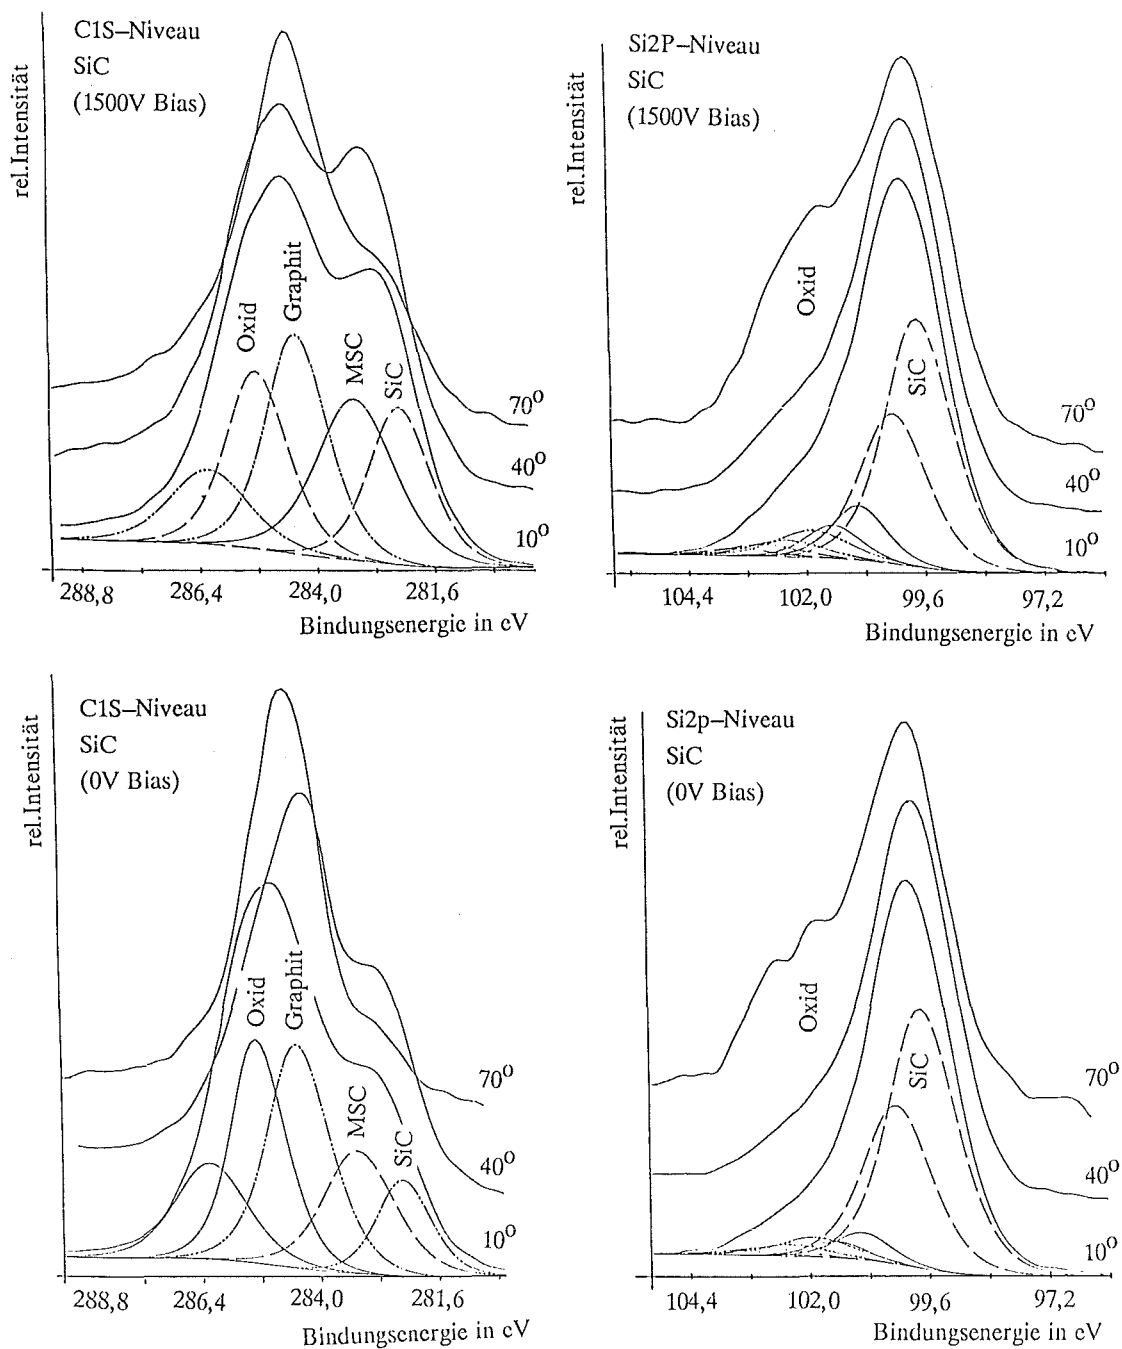 C1S–Niveau
SiC
(1500V Bias)
rel.Intensität
Oxid
Graphit
MSC
SiC
70⁰
40⁰
10⁰
288,8 286,4 284,0 281,6
Bindungsenergie in eV
Si2P–Niveau
SiC
(1500V Bias)
rel.Intensität
Oxid
SiC
70⁰
40⁰
10⁰
104,4 102,0 99,6 97,2
Bindungsenergie in eV
C1S–Niveau
SiC
(0V Bias)
rel.Intensität
Oxid
Graphit
MSC
SiC
70⁰
40⁰
10⁰
288,8 286,4 284,0 281,6
Bindungsenergie in eV
Si2p–Niveau
SiC
(0V Bias)
rel.Intensität
Oxid
SiC
70⁰
40⁰
10⁰
104,4 102,0 99,6 97,2
Bindungsenergie in eV